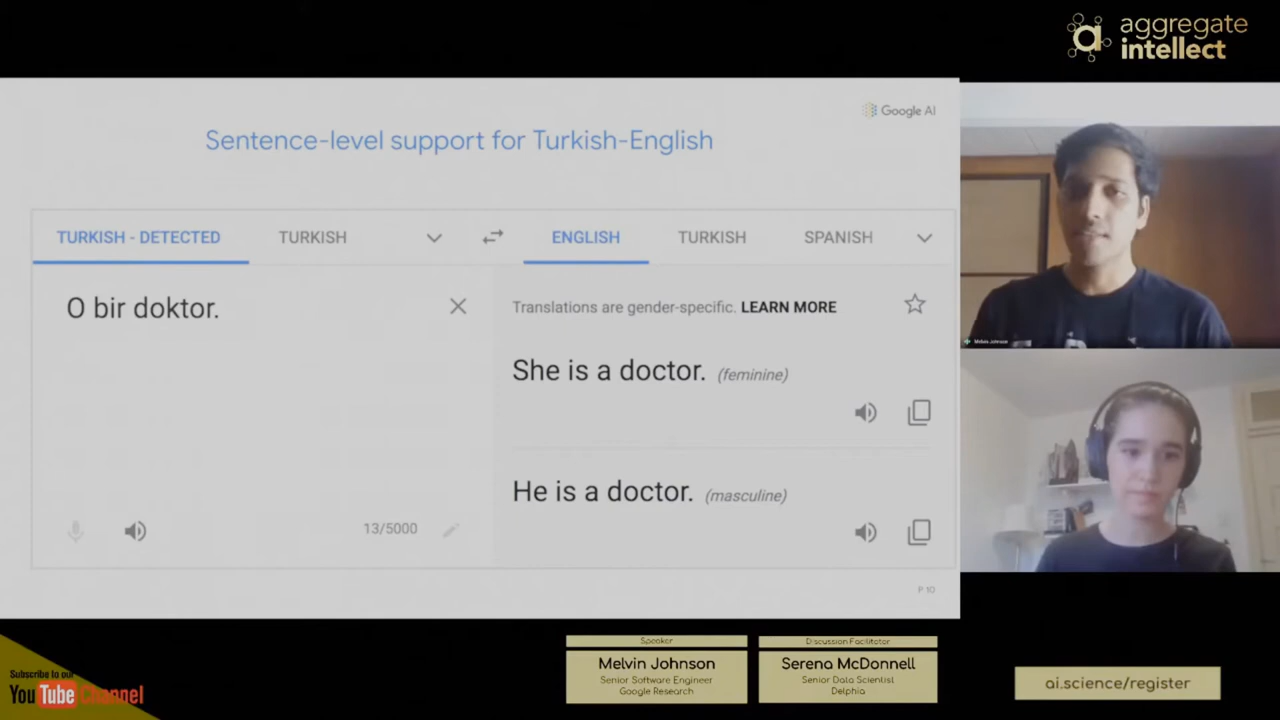 aggregate
intellect
Google AI
Sentence-level support for Turkish-English
TURKISH - DETECTED TURKISH ENGLISH TURKISH SPANISH
O bir doktor.
Translations are gender-specific. LEARN MORE
She is a doctor. (feminine)
He is a doctor. (masculine)
13/5000
P 10
Melvin Johnson
Speaker
Melvin Johnson
Senior Software Engineer
Google Research
Discussion Facilitator
Serena McDonnell
Senior Data Scientist
Delphia
Subscribe to our
YouTube Channel
ai.science/register